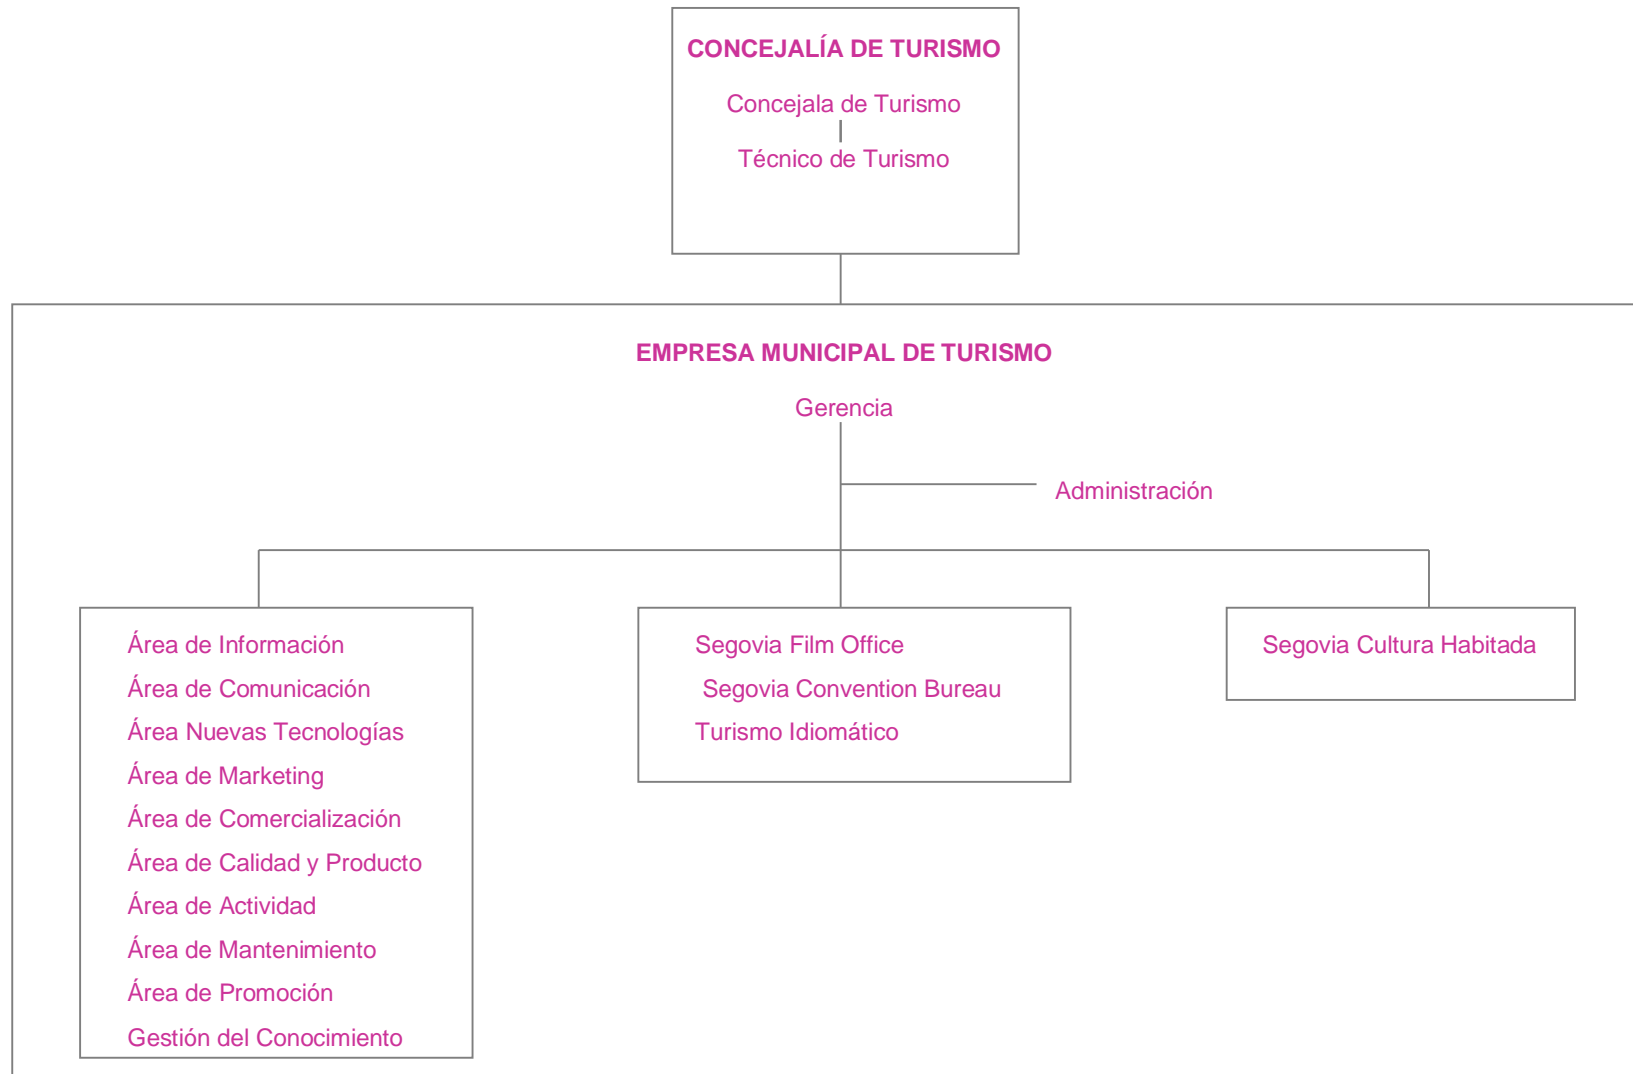 CONCEJALÍA DE TURISMO
Concejala de Turismo
Técnico de Turismo
EMPRESA MUNICIPAL DE TURISMO
Gerencia
Administración
Área de Información
Área de Comunicación
Área Nuevas Tecnologías
Área de Marketing
Área de Comercialización
Área de Calidad y Producto
Área de Actividad
Área de Mantenimiento
Área de Promoción
Gestión del Conocimiento
Segovia Film Office
Segovia Convention Bureau
Turismo Idiomático
Segovia Cultura Habitada